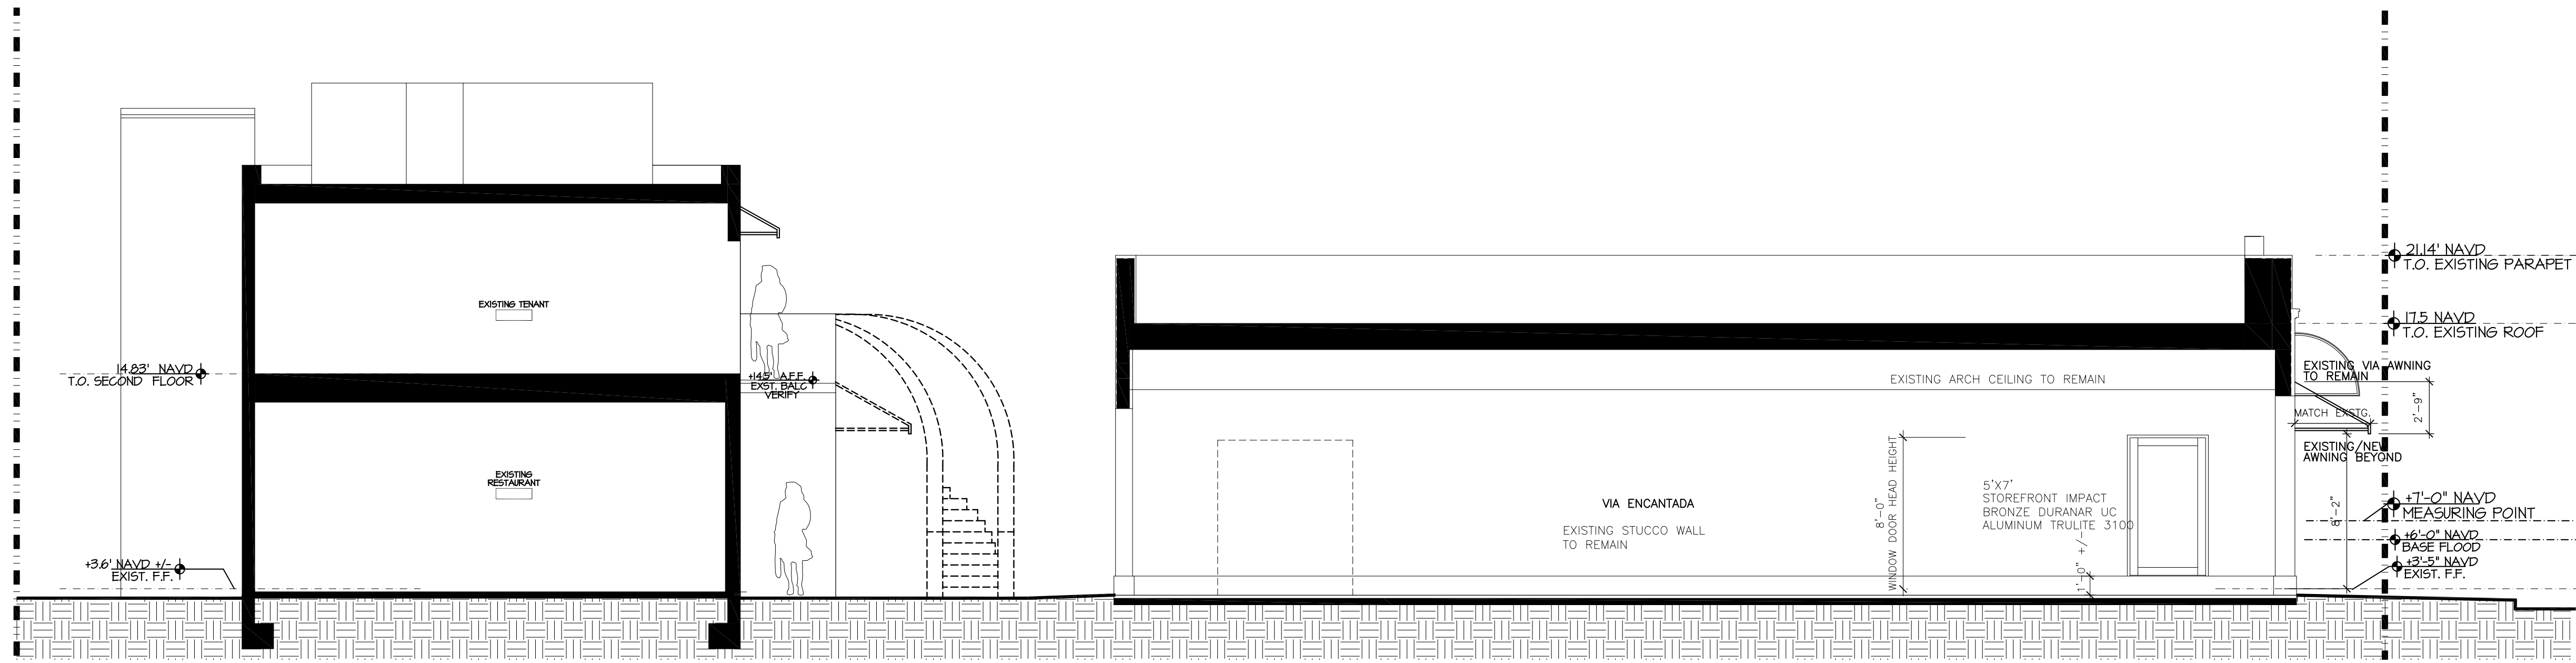 EXISTING TENANT
14.83' NAVD
T.O. SECOND FLOOR
+14.5' A.F.F.
EXST. BALC
VERIFY
EXISTING
RESTAURANT
+3.6' NAVD +/-
EXIST. F.F.
EXISTING ARCH CEILING TO REMAIN
VIA ENCANTADA
EXISTING STUCCO WALL
TO REMAIN
8'-0"
WINDOW DOOR HEAD HEIGHT
5'X7'
STOREFRONT IMPACT
BRONZE DURANAR UC
ALUMINUM TRULITE 3100
1'-0" +/-
21.14' NAVD
T.O. EXISTING PARAPET
17.5 NAVD
T.O. EXISTING ROOF
EXISTING VIA AWNING
TO REMAIN
2'-9"
MATCH EXSTG.
EXISTING/NEW
AWNING BEYOND
8'-2"
+7'-0" NAVD
MEASURING POINT
+6'-0" NAVD
BASE FLOOD
+3'-5" NAVD
EXIST. F.F.